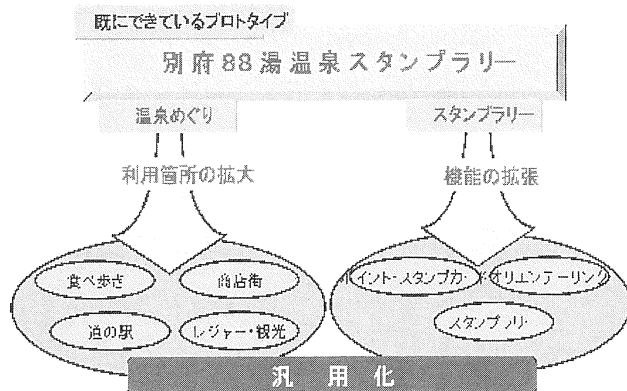 既にできているプロトタイプ
別府88湯温泉スタンプラリー
温泉めぐり
スタンプラリー
利用箇所の拡大
機能の拡張
食べ歩き
商店街
道の駅
レジャー・観光
イント・スタンプカ
オリエンテーリング
スタンプラリ
汎用化